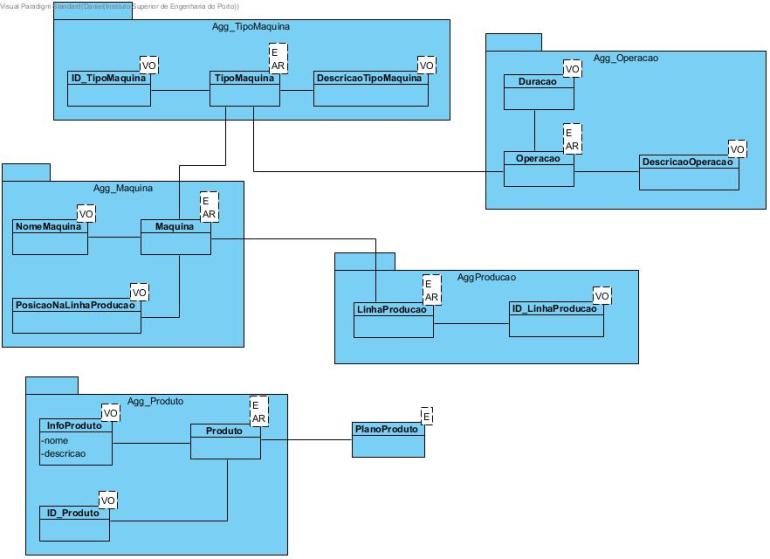 Visual Paradigm Standard(Daniel(Instituto Superior de Engenharia do Porto))
Agg_TipoMaquina
VO
E
AR
VO
ID_TipoMaquina
TipoMaquina
DescricaoTipoMaquina
Agg_Operacao
VO
Duracao
E
AR
VO
Operacao
DescricaoOperacao
Agg_Maquina
VO
E
AR
NomeMaquina
Maquina
VO
PosicaoNaLinhaProducao
AggProducao
E
AR
VO
LinhaProducao
ID_LinhaProducao
Agg_Produto
VO
E
AR
InfoProduto
-nome
-descricao
Produto
E
PlanoProduto
VO
ID_Produto